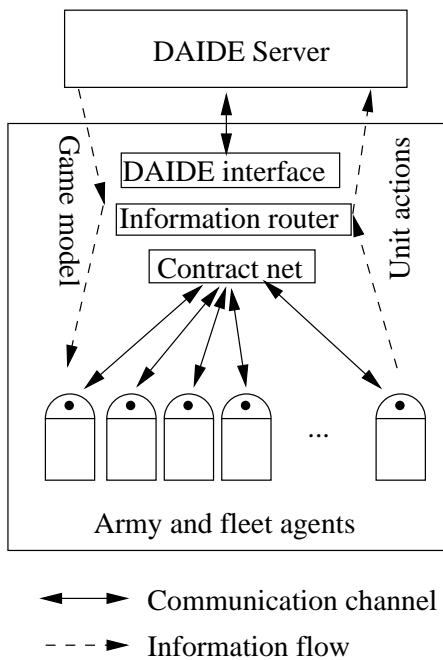 DAIDE Server
Game model
Unit actions
DAIDE interface
Information router
Contract net
...
Army and fleet agents
Communication channel
Information flow